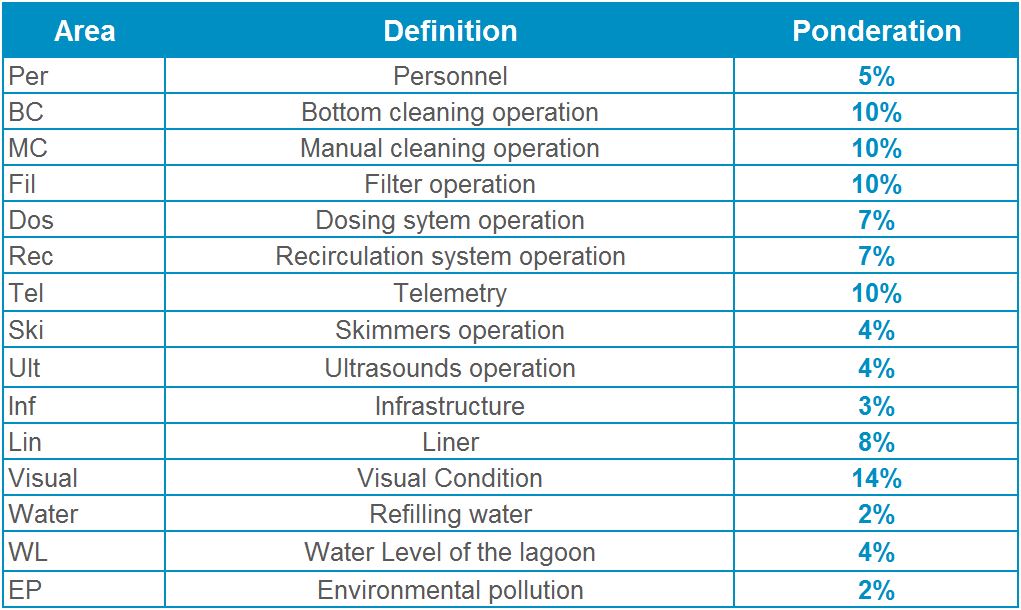 Area Definition Ponderation
Per Personnel 5%
BC Bottom cleaning operation 10%
MC Manual cleaning operation 10%
Fil Filter operation 10%
Dos Dosing sytem operation 7%
Rec Recirculation system operation 7%
Tel Telemetry 10%
Ski Skimmers operation 4%
Ult Ultrasounds operation 4%
Inf Infrastructure 3%
Lin Liner 8%
Visual Visual Condition 14%
Water Refilling water 2%
WL Water Level of the lagoon 4%
EP Environmental pollution 2%